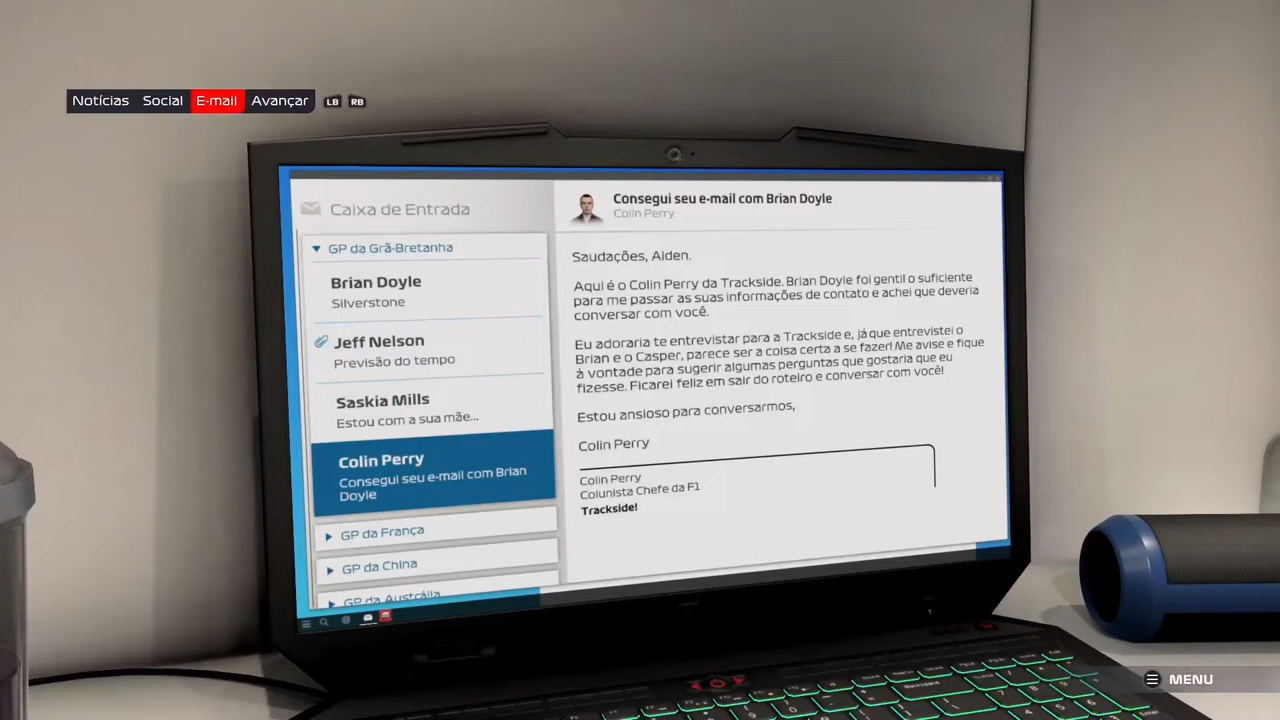 Notícias Social E-mail Avançar LB RB
Caixa de Entrada
GP da Grã-Bretanha
Brian Doyle
Silverstone
Jeff Nelson
Previsão do tempo
Saskia Mills
Estou com a sua mãe...
Colin Perry
Consegui seu e-mail com Brian
Doyle
GP da França
GP da China
GP da Austrália
Consegui seu e-mail com Brian Doyle
Colin Perry
Saudações, Aiden.
Aqui é o Colin Perry da Trackside. Brian Doyle foi gentil o suficiente
para me passar as suas informações de contato e achei que deveria
conversar com você.
Eu adoraria te entrevistar para a Trackside e, já que entrevistei o
Brian e o Casper, parece ser a coisa certa a se fazer! Me avise e fique
à vontade para sugerir algumas perguntas que gostaria que eu
fizesse. Ficarei feliz em sair do roteiro e conversar com você!
Estou ansioso para conversarmos,
Colin Perry
Colin Perry
Colunista Chefe da F1
Trackside!
MENU